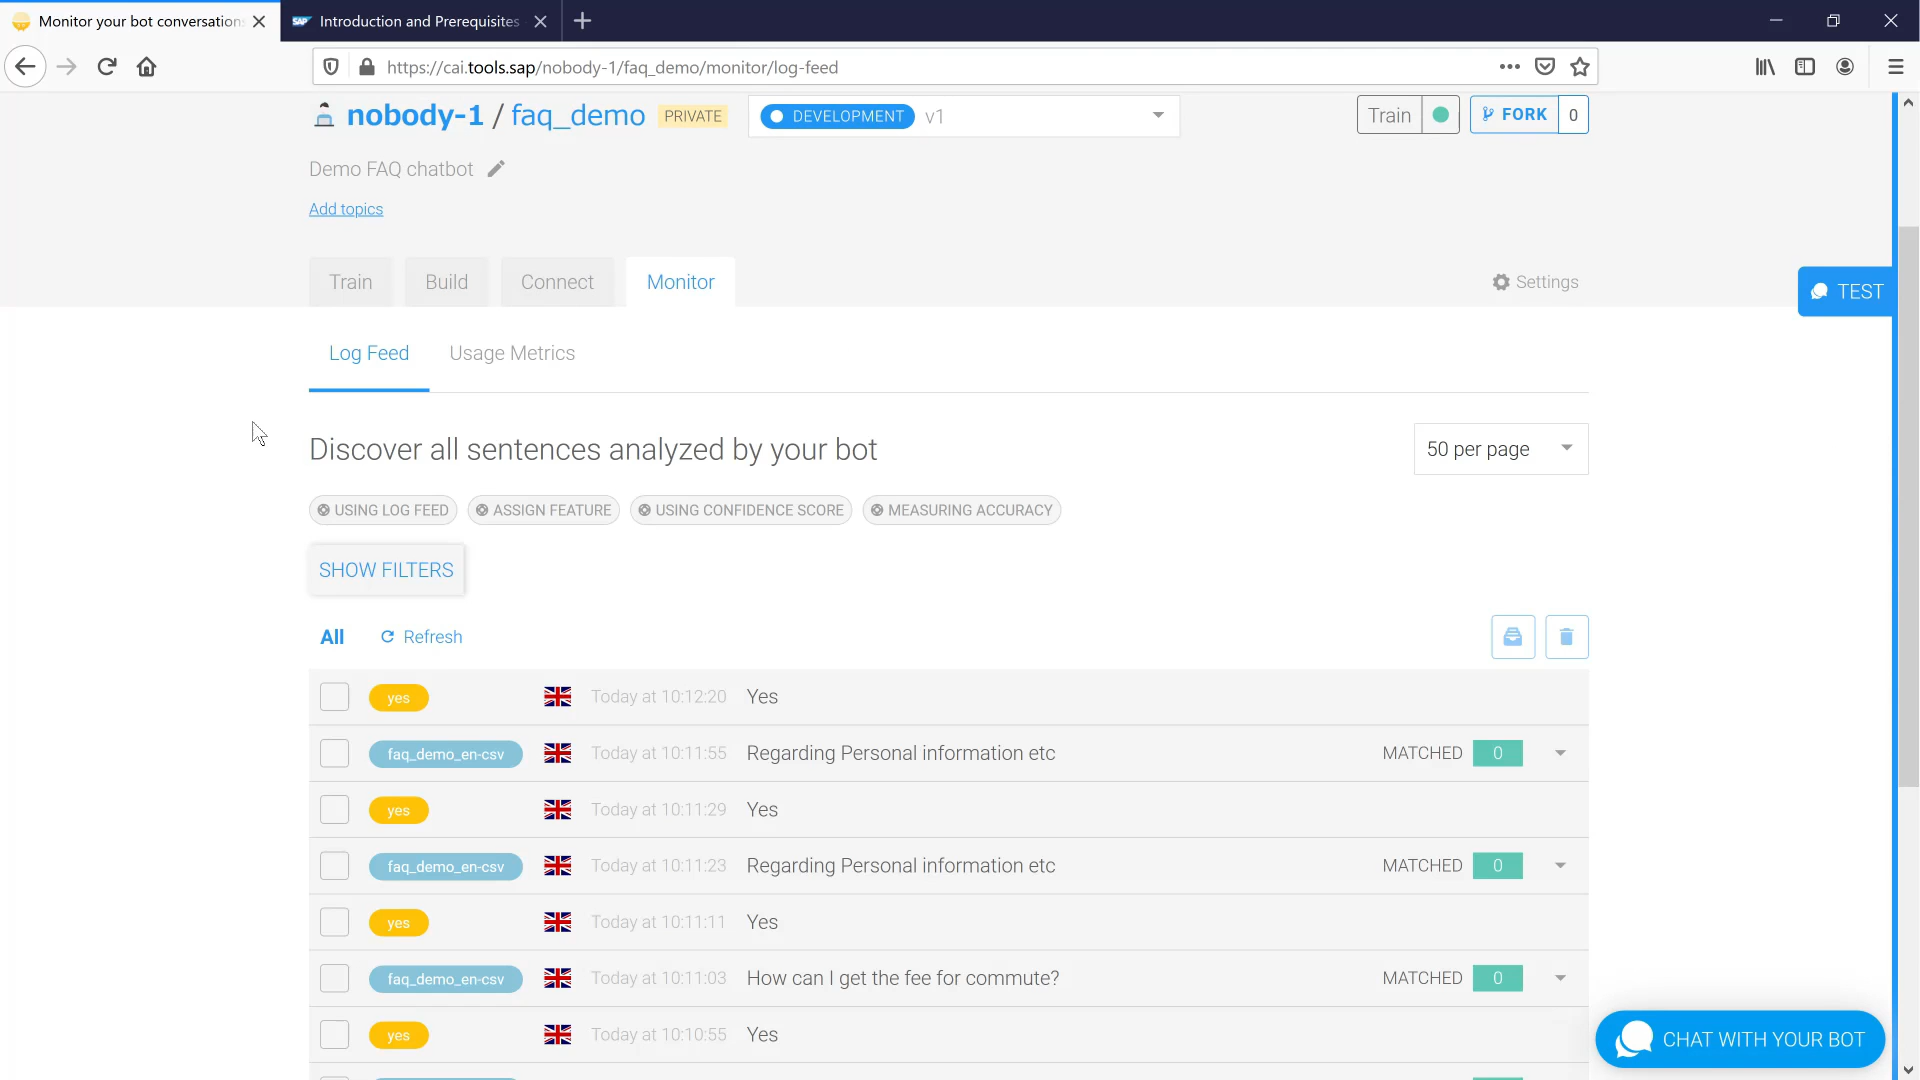 Monitor your bot conversations
Introduction and Prerequisites
https://cai.tools.sap/nobody-1/faq_demo/monitor/log-feed
nobody-1 / faq_demo PRIVATE DEVELOPMENT v1 Train FORK 0
Demo FAQ chatbot
Add topics
Train Build Connect Monitor Settings
TEST
Log Feed Usage Metrics
Discover all sentences analyzed by your bot 50 per page
USING LOG FEED ASSIGN FEATURE USING CONFIDENCE SCORE MEASURING ACCURACY
SHOW FILTERS
All Refresh
yes Today at 10:12:20 Yes
faq_demo_en-csv Today at 10:11:55 Regarding Personal information etc MATCHED 0
yes Today at 10:11:29 Yes
faq_demo_en-csv Today at 10:11:23 Regarding Personal information etc MATCHED 0
yes Today at 10:11:11 Yes
faq_demo_en-csv Today at 10:11:03 How can I get the fee for commute? MATCHED 0
yes Today at 10:10:55 Yes
CHAT WITH YOUR BOT